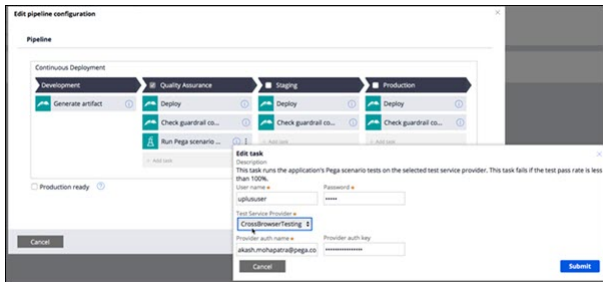 Edit pipeline configuration
Pipeline
Continuous Deployment
Development
Quality Assurance
Staging
Production
Generate artifact
Deploy
Deploy
Deploy
Check guardrail co...
Check guardrail co...
Check guardrail co...
Run Pega scenario ...
+ Add task
+ Add task
+ Add task
Production ready
Cancel
Edit task
Description
This task runs the application's Pega scenario tests on the selected test service provider. This task fails if the test pass rate is less
than 100%.
User name
Password
uplususer
•••••
Test Service Provider
CrossBrowserTesting
Provider auth name
Provider auth key
akash.mohapatra@pega.co
Cancel
Submit